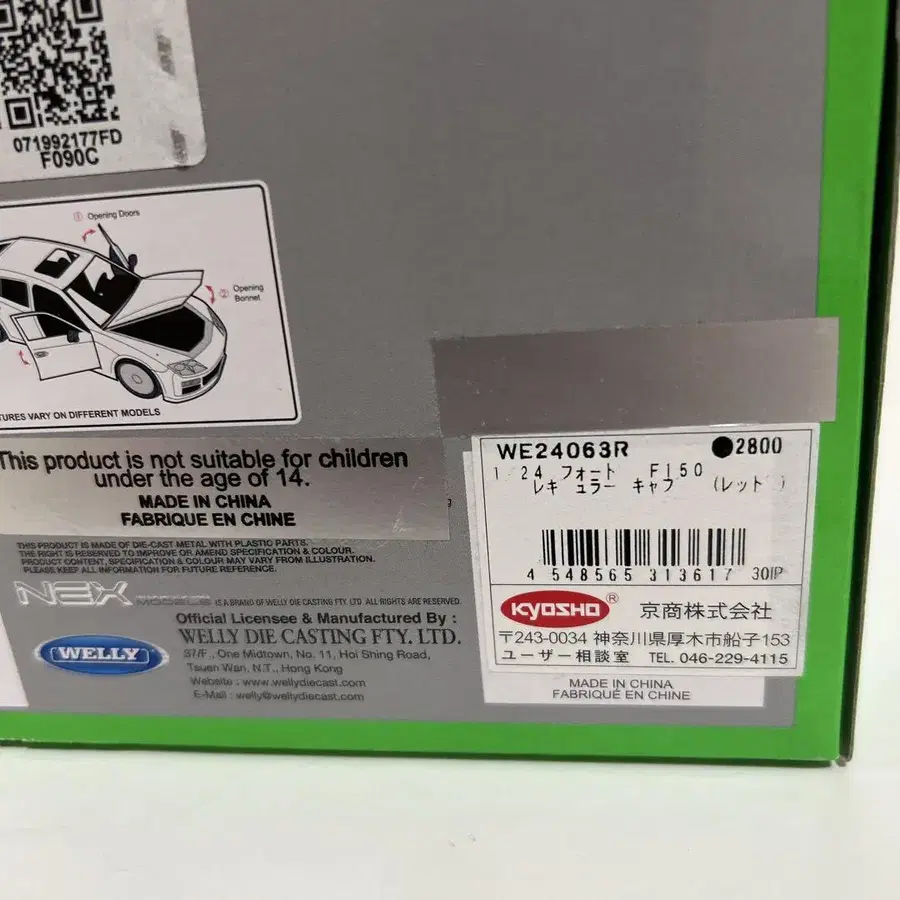 071992177FD
F090C
① Opening Doors
② Opening
Bonnet
TURES VARY ON DIFFERENT MODELS
This product is not suitable for children
under the age of 14.
MADE IN CHINA
FABRIQUE EN CHINE
THIS PRODUCT IS MADE OF DIE-CAST METAL WITH PLASTIC PARTS.
THE RIGHT IS RESERVED TO IMPROVE OR AMEND SPECIFICATION & COLOUR.
PRODUCT CONTENT, SPECIFICATION & COLOUR MAY VARY FROM ILLUSTRATION.
PLEASE KEEP ALL INFORMATION FOR FUTURE REFERENCE.
NEX MODELS IS A BRAND OF WELLY DIE CASTING FTY. LTD. ALL RIGHTS ARE RESERVED.
Official Licensee & Manufactured By :
WELLY DIE CASTING FTY. LTD.
37/F., One Midtown, No. 11, Hoi Shing Road,
Tsuen Wan, N.T., Hong Kong
Website : www.wellydiecast.com
E-Mail : welly@wellydiecast.com
WELLY
WE24063R ●2800
1/24 フォート F150
レキュラー キャフ (レット)
4 548565 313617 30IP
KYOSHO® 京商株式会社
〒243-0034 神奈川県厚木市船子153
ユーザー相談室 TEL. 046-229-4115
MADE IN CHINA
FABRIQUÉ EN CHINE